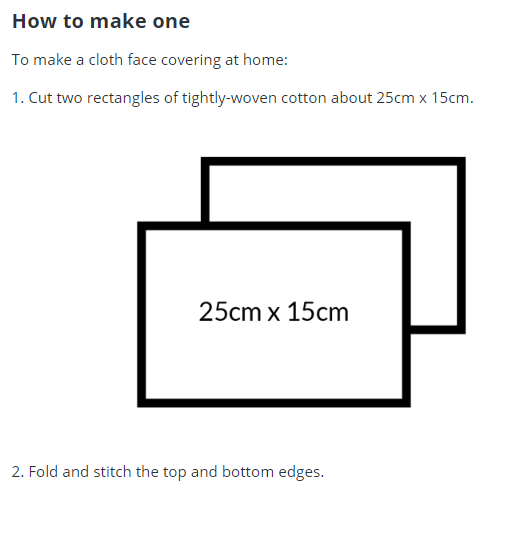 How to make one
To make a cloth face covering at home:
1. Cut two rectangles of tightly-woven cotton about 25cm x 15cm.
25cm x 15cm
2. Fold and stitch the top and bottom edges.